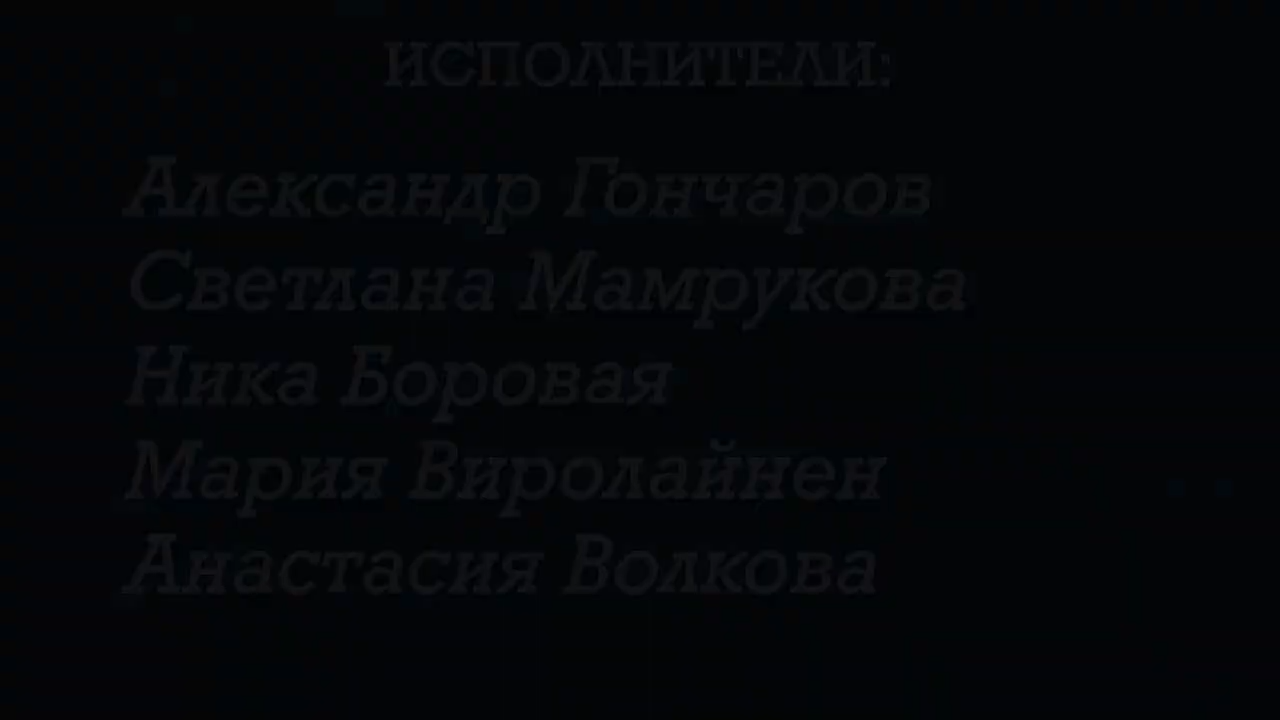 ИСПОЛНИТЕЛИ:
Александр Гончаров
Светлана Мамрукова
Ника Боровая
Мария Виролайнен
Анастасия Волкова